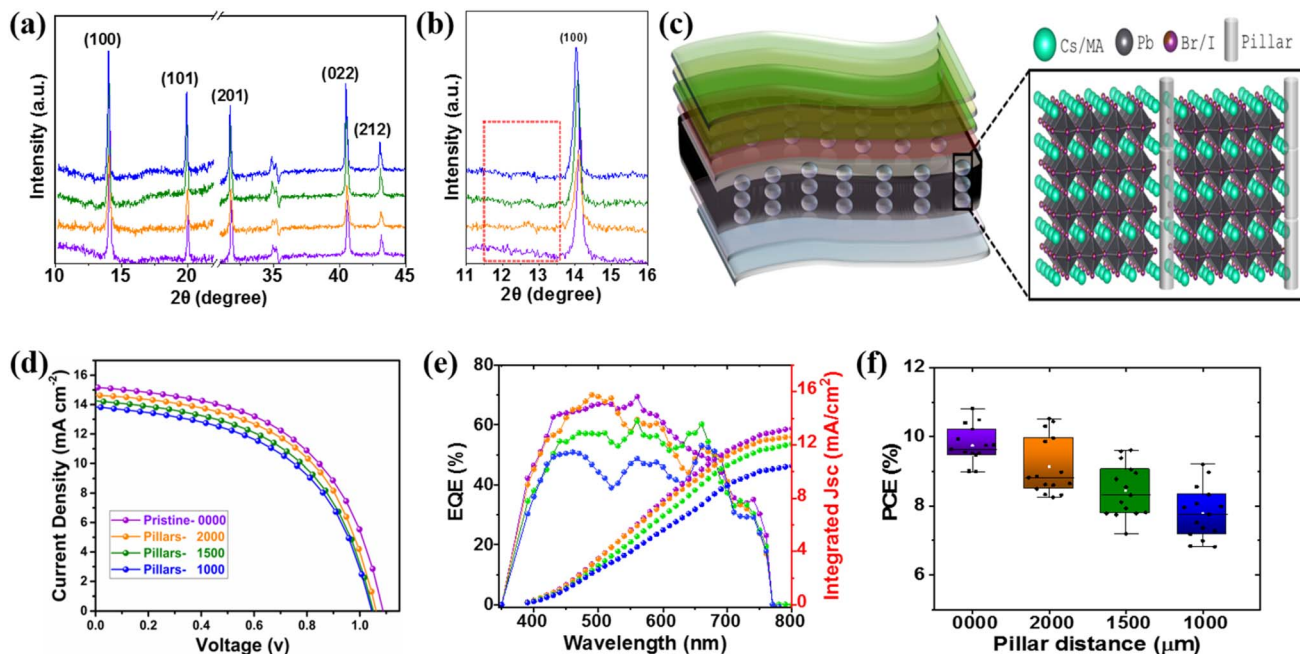 (a)
(100)
(101)
(201)
(022)
(212)
Intensity (a.u.)
10 15 20 35 40 45
2θ (degree)
(b)
(100)
Intensity (a.u.)
11 12 13 14 15 16
2θ (degree)
(c)
Cs/MA Pb Br/I Pillar
(d)
Current Density (mA cm⁻²)
16
14
12
10
8
6
4
2
0
Pristine- 0000
Pillars- 2000
Pillars- 1500
Pillars- 1000
0.0 0.2 0.4 0.6 0.8 1.0
Voltage (v)
(e)
EQE (%)
80
60
40
20
0
400 500 600 700 800
Wavelength (nm)
16
12
8
4
0
Integrated Jsc (mA/cm²)
(f)
PCE (%)
12
10
8
6
0000 2000 1500 1000
Pillar distance (μm)